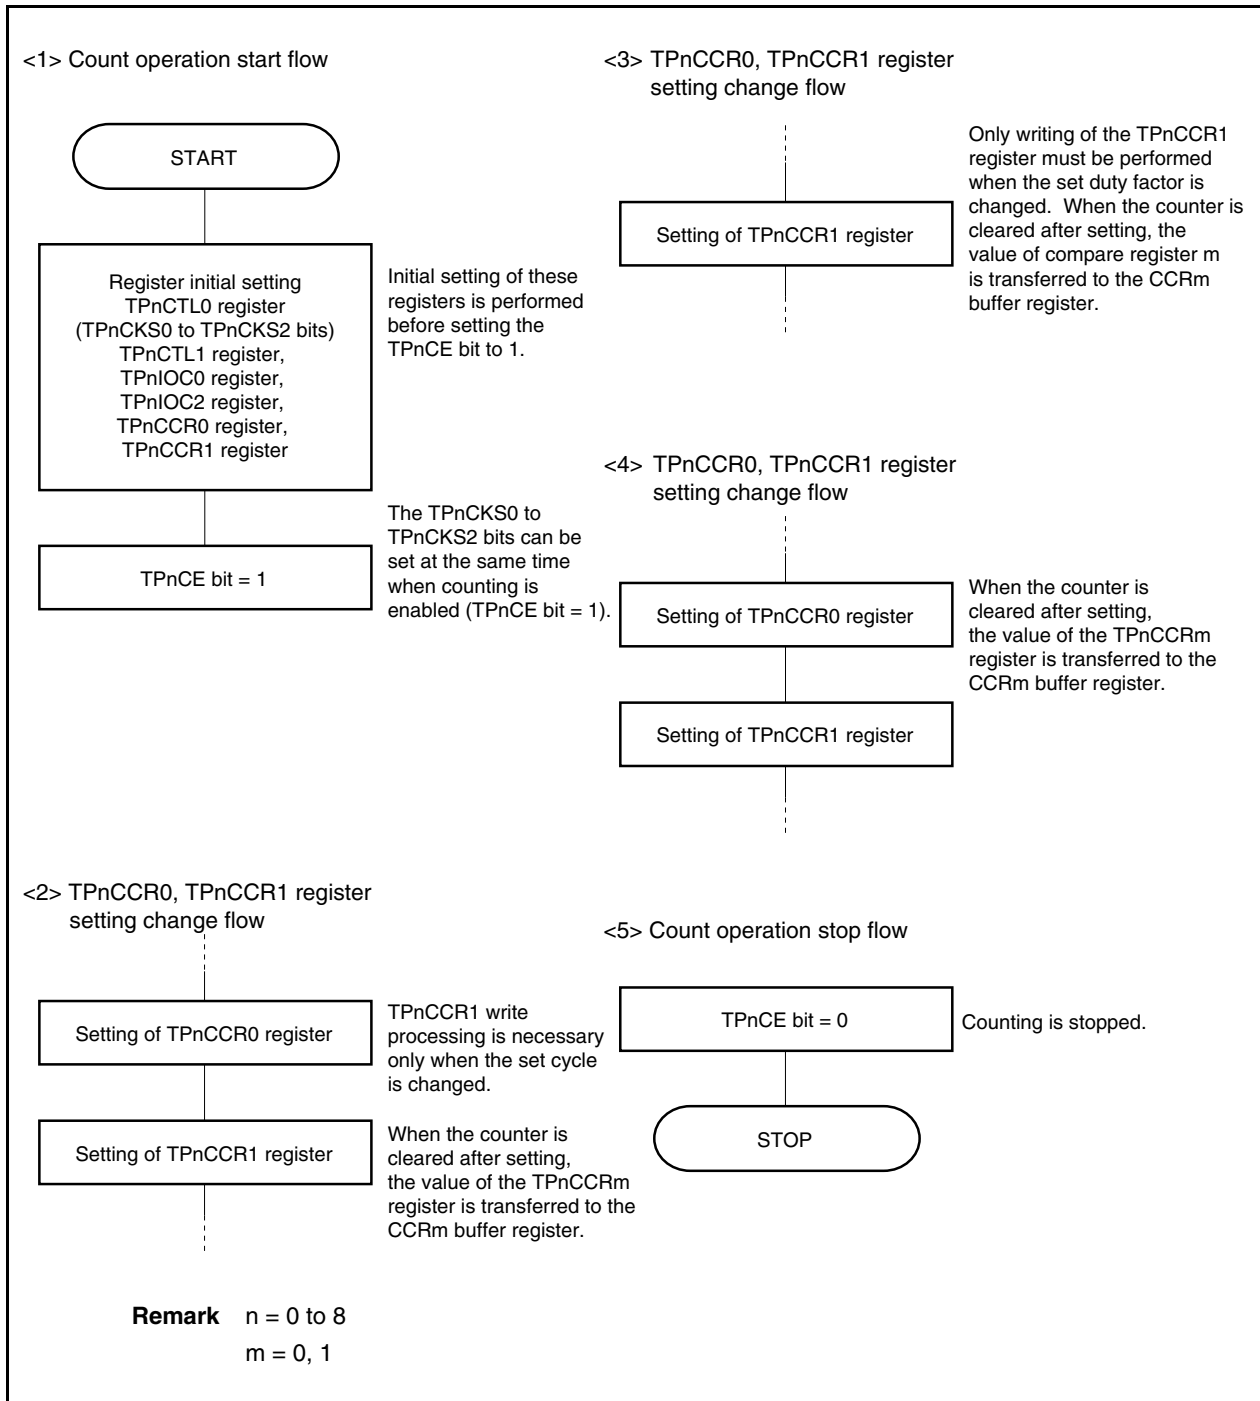 <1> Count operation start flow
START
Register initial setting
TPnCTL0 register
(TPnCKS0 to TPnCKS2 bits)
TPnCTL1 register,
TPnIOC0 register,
TPnIOC2 register,
TPnCCR0 register,
TPnCCR1 register
Initial setting of these
registers is performed
before setting the
TPnCE bit to 1.
TPnCE bit = 1
The TPnCKS0 to
TPnCKS2 bits can be
set at the same time
when counting is
enabled (TPnCE bit = 1).
<2> TPnCCR0, TPnCCR1 register
setting change flow
Setting of TPnCCR0 register
TPnCCR1 write
processing is necessary
only when the set cycle
is changed.
Setting of TPnCCR1 register
When the counter is
cleared after setting,
the value of the TPnCCRm
register is transferred to the
CCRm buffer register.
<3> TPnCCR0, TPnCCR1 register
setting change flow
Setting of TPnCCR1 register
Only writing of the TPnCCR1
register must be performed
when the set duty factor is
changed. When the counter is
cleared after setting, the
value of compare register m
is transferred to the CCRm
buffer register.
<4> TPnCCR0, TPnCCR1 register
setting change flow
Setting of TPnCCR0 register
When the counter is
cleared after setting,
the value of the TPnCCRm
register is transferred to the
CCRm buffer register.
Setting of TPnCCR1 register
<5> Count operation stop flow
TPnCE bit = 0
Counting is stopped.
STOP
Remark n = 0 to 8
m = 0, 1